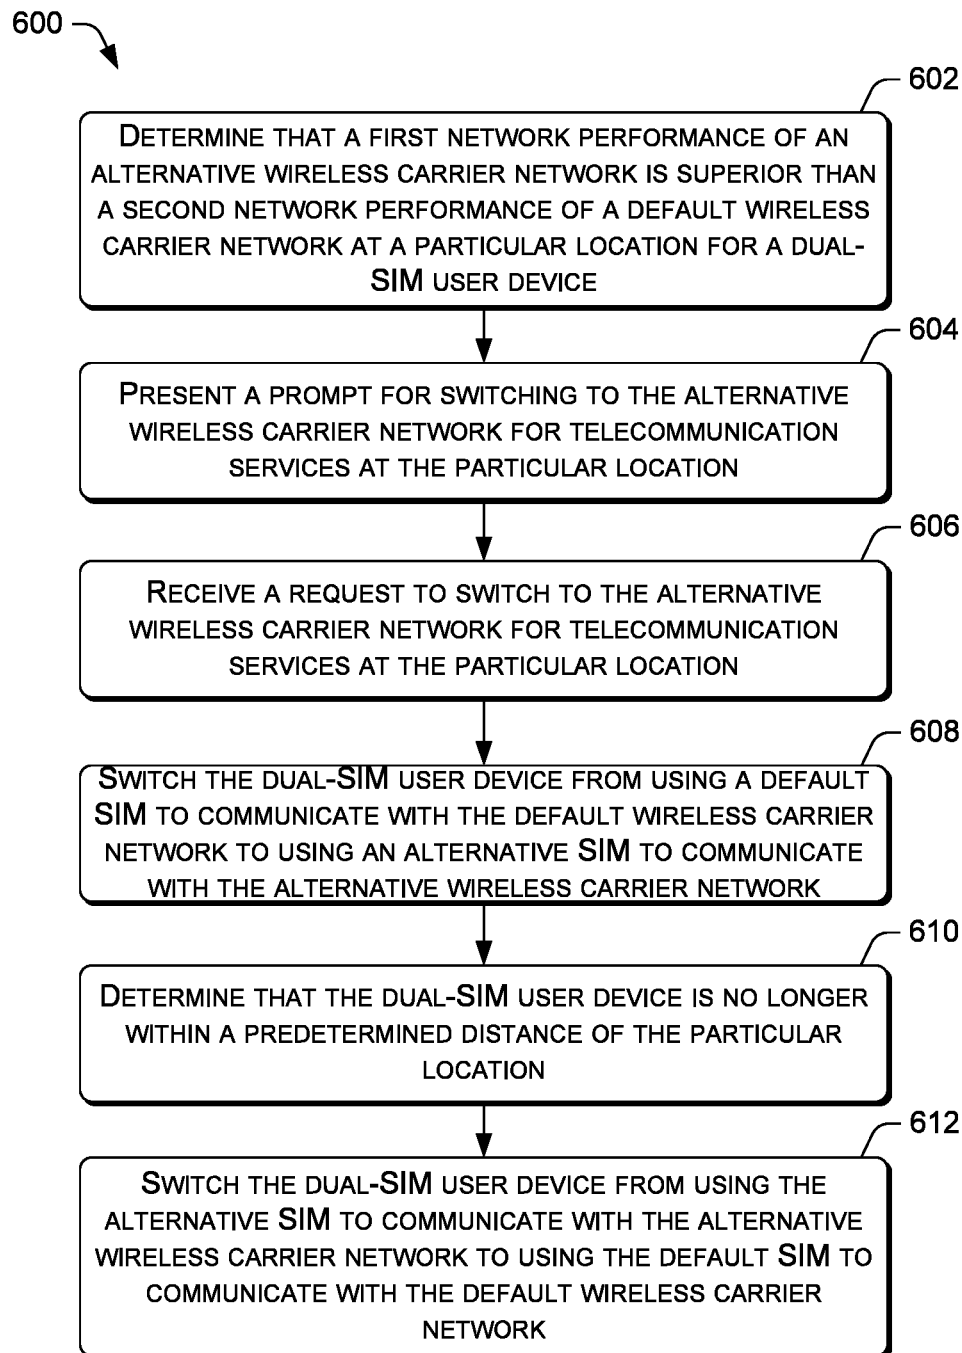 600
602
DETERMINE THAT A FIRST NETWORK PERFORMANCE OF AN
ALTERNATIVE WIRELESS CARRIER NETWORK IS SUPERIOR THAN
A SECOND NETWORK PERFORMANCE OF A DEFAULT WIRELESS
CARRIER NETWORK AT A PARTICULAR LOCATION FOR A DUAL-
SIM USER DEVICE
604
PRESENT A PROMPT FOR SWITCHING TO THE ALTERNATIVE
WIRELESS CARRIER NETWORK FOR TELECOMMUNICATION
SERVICES AT THE PARTICULAR LOCATION
606
RECEIVE A REQUEST TO SWITCH TO THE ALTERNATIVE
WIRELESS CARRIER NETWORK FOR TELECOMMUNICATION
SERVICES AT THE PARTICULAR LOCATION
608
SWITCH THE DUAL-SIM USER DEVICE FROM USING A DEFAULT
SIM TO COMMUNICATE WITH THE DEFAULT WIRELESS CARRIER
NETWORK TO USING AN ALTERNATIVE SIM TO COMMUNICATE
WITH THE ALTERNATIVE WIRELESS CARRIER NETWORK
610
DETERMINE THAT THE DUAL-SIM USER DEVICE IS NO LONGER
WITHIN A PREDETERMINED DISTANCE OF THE PARTICULAR
LOCATION
612
SWITCH THE DUAL-SIM USER DEVICE FROM USING THE
ALTERNATIVE SIM TO COMMUNICATE WITH THE ALTERNATIVE
WIRELESS CARRIER NETWORK TO USING THE DEFAULT SIM TO
COMMUNICATE WITH THE DEFAULT WIRELESS CARRIER
NETWORK